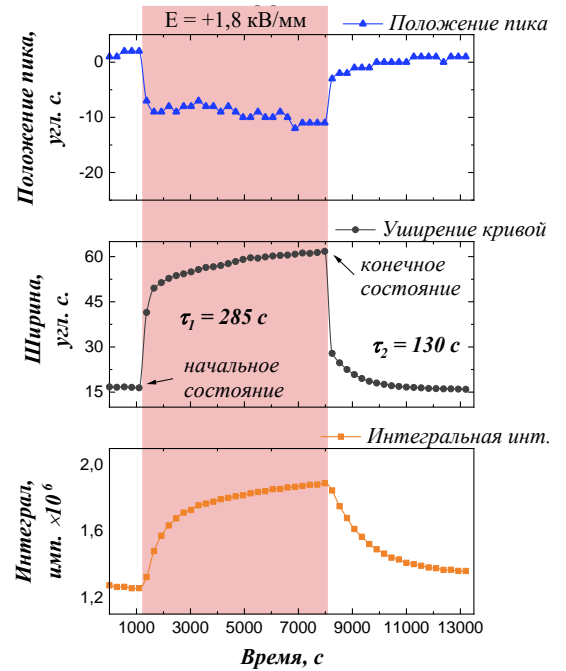 E = +1,8 кВ/мм
Положение пика
Положение пика,
угл. с.
0
-10
-20
Уширение кривой
Ширина,
угл. с.
60
45
30
15
конечное
состояние
τ₁ = 285 с
τ₂ = 130 с
начальное
состояние
Интегральная инт.
Интеграл,
имп. ×10⁶
2,0
1,6
1,2
1000 3000 5000 7000 9000 11000 13000
Время, с